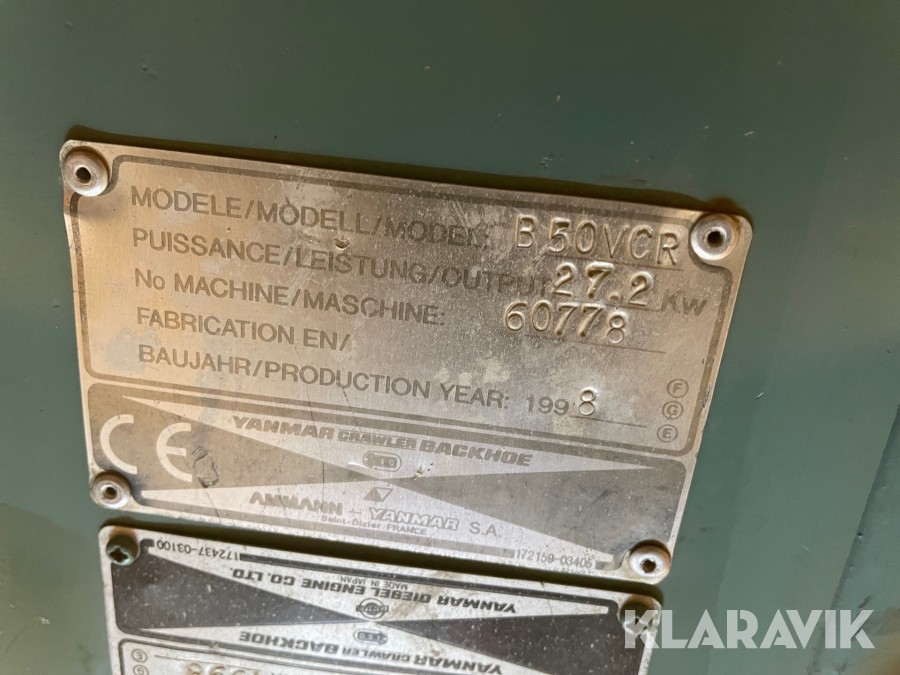 MODELE/MODELL/MODEL: B50VCR
PUISSANCE/LEISTUNG/OUTPUT 27.2 KW
No MACHINE/MASCHINE: 60778
FABRICATION EN/
BAUJAHR/PRODUCTION YEAR: 1998
F
G
E
CE
YANMAR CRAWLER BACKHOE
AMMANN - YANMAR S.A.
Saint-Dizier FRANCE
172159-03406
172437-03100
YANMAR DIESEL ENGINE CO. LTD.
MADE IN JAPAN
YANMAR CRAWLER BACKHOE
KLARAVIK